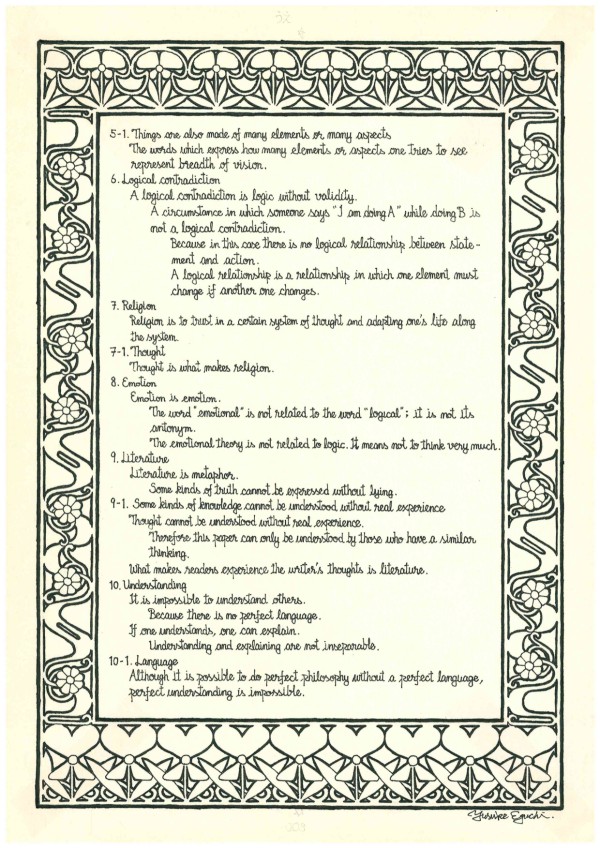 5-1. Things are also made of many elements or many aspects
The words which express how many elements or aspects one tries to see
represent breadth of vision.
6. Logical contradiction
A logical contradiction is logic without validity.
A circumstance in which someone says "I am doing A" while doing B is
not a logical contradiction.
Because in this case there is no logical relationship between state-
ment and action.
A logical relationship is a relationship in which one element must
change if another one changes.
7. Religion
Religion is to trust in a certain system of thought and adapting one's life along
the system.
7-1. Thought
Thought is what makes religion.
8. Emotion
Emotion is emotion.
The word "emotional" is not related to the word "logical"; it is not its
antonym.
The emotional theory is not related to logic. It means not to think very much.
9. Literature
Literature is metaphor.
Some kinds of truth cannot be expressed without lying.
9-1. Some kinds of knowledge cannot be understood without real experience
Thought cannot be understood without real experience.
Therefore this paper can only be understood by those who have a similar
thinking.
What makes readers experience the writer's thoughts is literature.
10. Understanding
It is impossible to understand others.
Because there is no perfect language.
If one understands, one can explain.
Understanding and explaining are not inseparable.
10-1. Language
Although it is possible to do perfect philosophy without a perfect language,
perfect understanding is impossible.
Yusuke Eguchi.